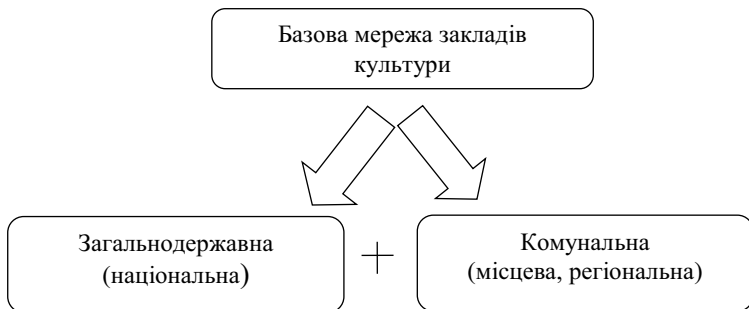 Базова мережа закладів
культури
Загальнодержавна
(національна)
+
Комунальна
(місцева, регіональна)